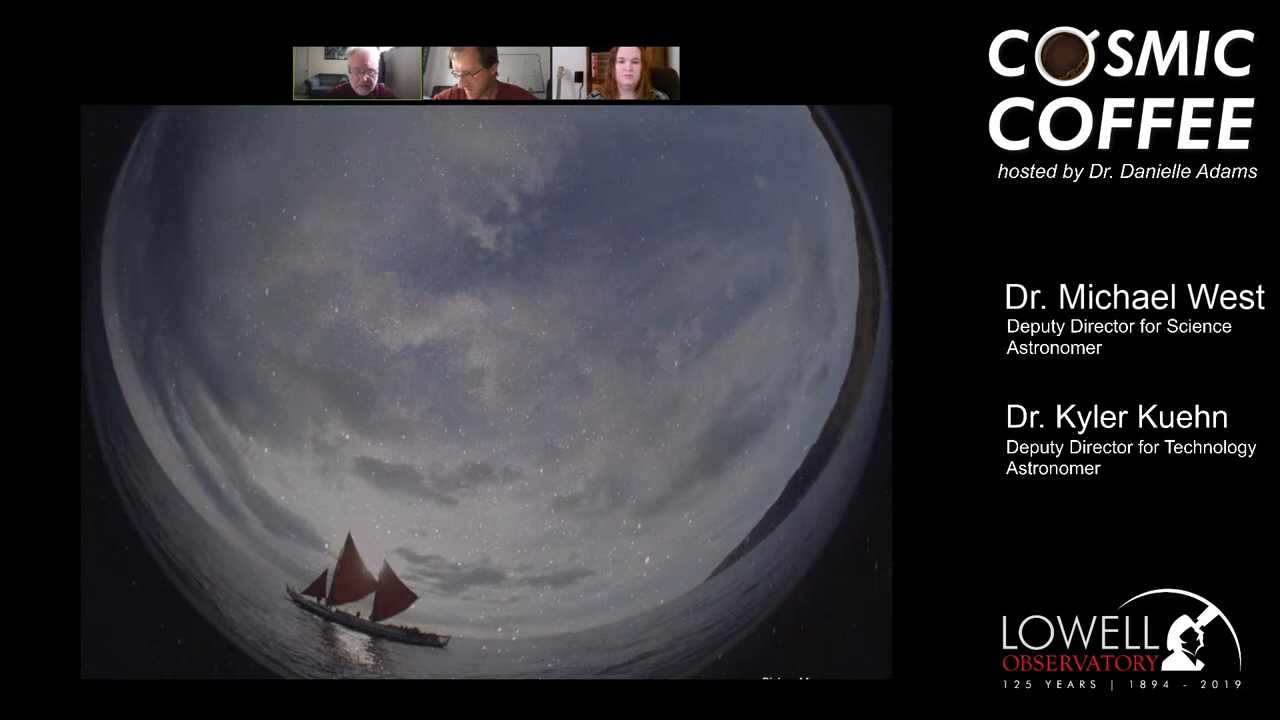 COSMIC
COFFEE
hosted by Dr. Danielle Adams
Dr. Michael West
Deputy Director for Science
Astronomer
Dr. Kyler Kuehn
Deputy Director for Technology
Astronomer
LOWELL
OBSERVATORY
125 YEARS | 1894 - 2019